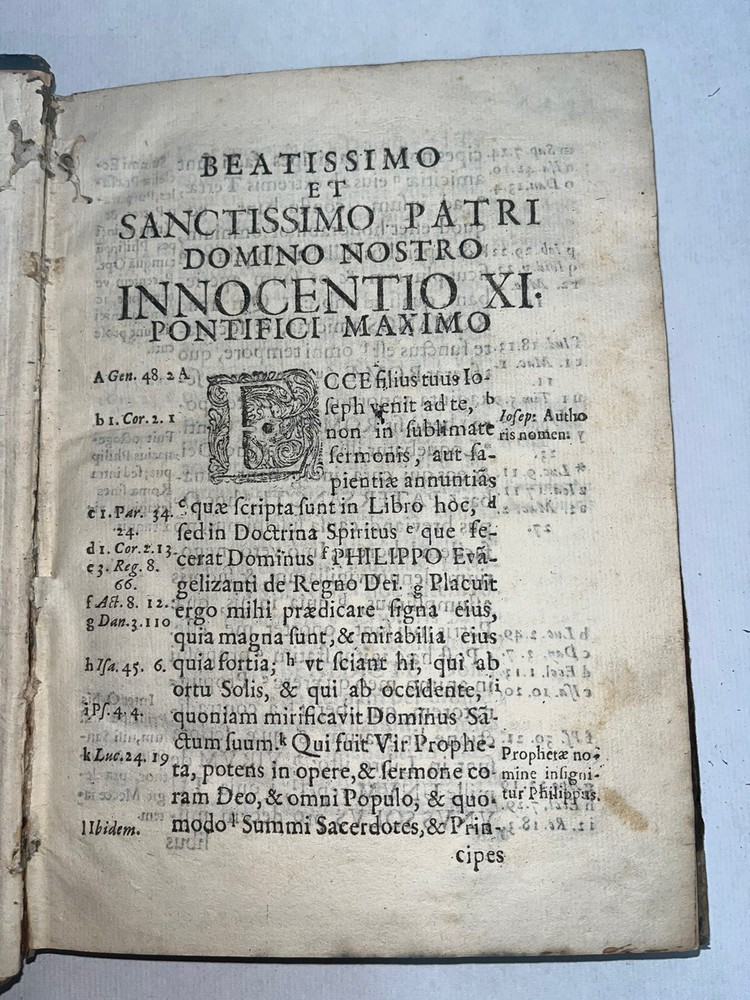 BEATISSIMO
ET
SANCTISSIMO PATRI
DOMINO NOSTRO
INNOCENTIO XI.
PONTIFICI MAXIMO
A Gen. 48. 2 A
ECCE filius tuus Io-
b 1. Cor. 2. 1
seph venit ad te, b
Iosep: Autho
non in sublimate
ris nomen:
sermonis, aut sa-
pientiæ annuntiãs
c 1. Par. 34.
c quæ scripta sunt in Libro hoc, d
24.
sed in Doctrina Spiritus e que fe-
d 1. Cor. 2. 13.
cerat Dominus f PHILIPPO Evã-
e 3. Reg. 8.
66.
gelizanti de Regno Dei. g Placuit
f Act. 8. 12.
ergo mihi prædicare signa eius,
g Dan. 3. 110
quia magna sunt, & mirabilia eius
h Isa. 45. 6.
quia fortia; h vt sciant hi, qui ab
ortu Solis, & qui ab occidente, i
i Ps. 4. 4.
quoniam mirificavit Dominus Sã-
ctum suum. k Qui fuit Vir Prophe-
k Luc. 24. 19
Prophetæ no-
ta, potens in opere, & sermone co
mine insigni-
ram Deo, & omni Populo, & quo-
tur Philippus.
l Ibidem.
modo l Summi Sacerdotes, & Prin-
cipes